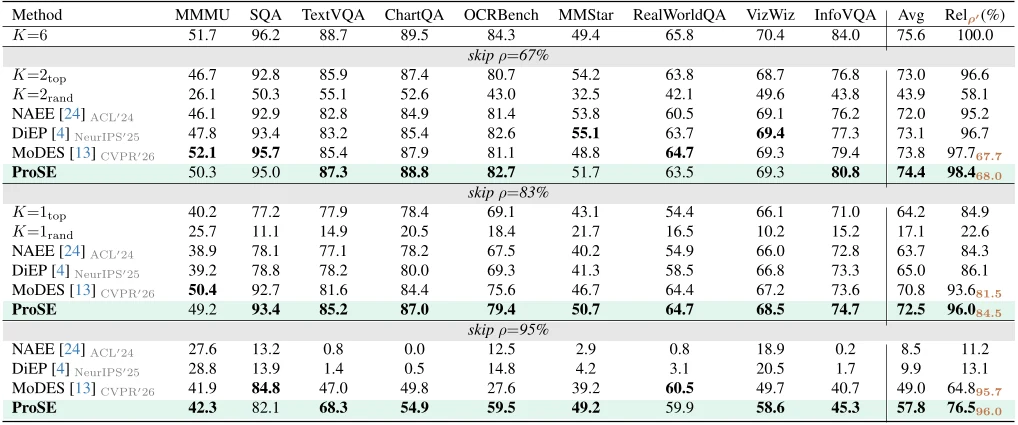 Method MMMU SQA TextVQA ChartQA OCRBench MMStar RealWorldQA VizWiz InfoVQA Avg Relρ′(%)
K=6 51.7 96.2 88.7 89.5 84.3 49.4 65.8 70.4 84.0 75.6 100.0
skip ρ=67%
K=2top 46.7 92.8 85.9 87.4 80.7 54.2 63.8 68.7 76.8 73.0 96.6
K=2rand 26.1 50.3 55.1 52.6 43.0 32.5 42.1 49.6 43.8 43.9 58.1
NAEE [24] ACL′24 46.1 92.9 82.8 84.9 81.4 53.8 60.5 69.1 76.2 72.0 95.2
DiEP [4] NeurIPS′25 47.8 93.4 83.2 85.4 82.6 55.1 63.7 69.4 77.3 73.1 96.7
MoDES [13] CVPR′26 52.1 95.7 85.4 87.9 81.1 48.8 64.7 69.3 79.4 73.8 97.767.7
ProSE 50.3 95.0 87.3 88.8 82.7 51.7 63.5 69.3 80.8 74.4 98.468.0
skip ρ=83%
K=1top 40.2 77.2 77.9 78.4 69.1 43.1 54.4 66.1 71.0 64.2 84.9
K=1rand 25.7 11.1 14.9 20.5 18.4 21.7 16.5 10.2 15.2 17.1 22.6
NAEE [24] ACL′24 38.9 78.1 77.1 78.2 67.5 40.2 54.9 66.0 72.8 63.7 84.3
DiEP [4] NeurIPS′25 39.2 78.8 78.2 80.0 69.3 41.3 58.5 66.8 73.3 65.0 86.1
MoDES [13] CVPR′26 50.4 92.7 81.6 84.4 75.6 46.7 64.4 67.2 73.6 70.8 93.681.5
ProSE 49.2 93.4 85.2 87.0 79.4 50.7 64.7 68.5 74.7 72.5 96.084.5
skip ρ=95%
NAEE [24] ACL′24 27.6 13.2 0.8 0.0 12.5 2.9 0.8 18.9 0.2 8.5 11.2
DiEP [4] NeurIPS′25 28.8 13.9 1.4 0.5 14.8 4.2 3.1 20.5 1.7 9.9 13.1
MoDES [13] CVPR′26 41.9 84.8 47.0 49.8 27.6 39.2 60.5 49.7 40.7 49.0 64.895.7
ProSE 42.3 82.1 68.3 54.9 59.5 49.2 59.9 58.6 45.3 57.8 76.596.0